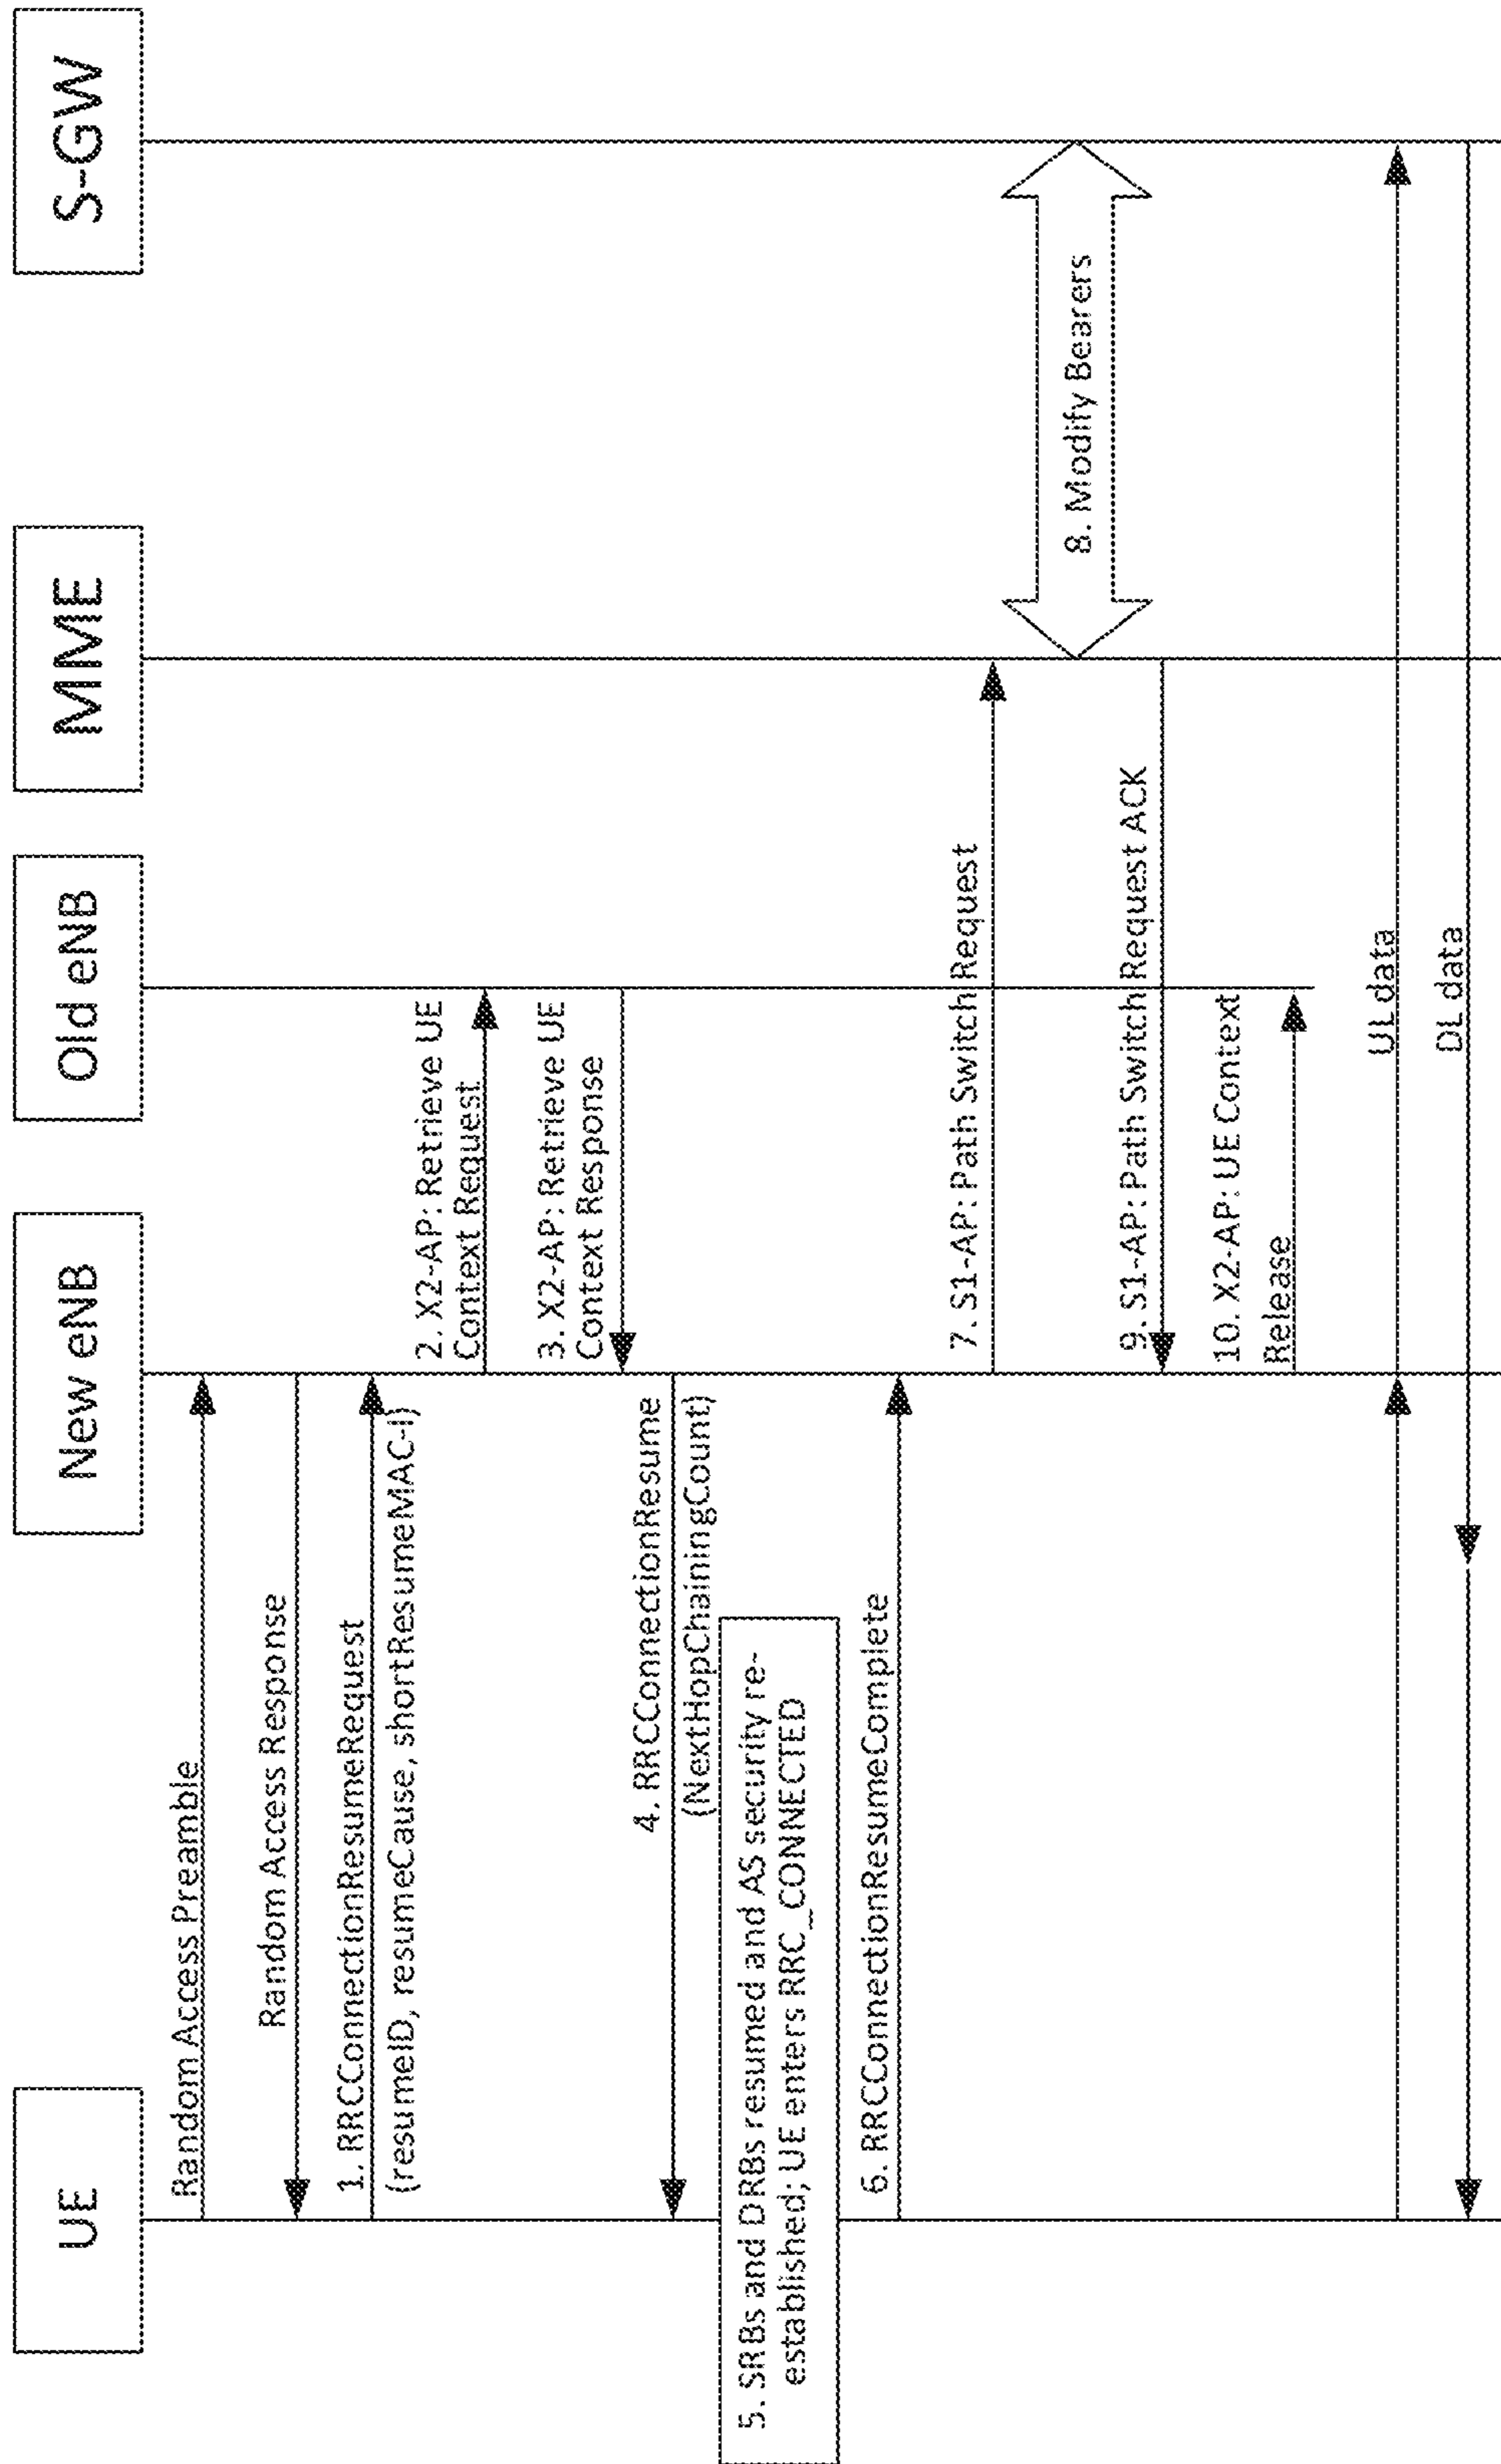 UE
New eNB
Old eNB
MME
S-GW
Random Access Preamble
Random Access Response
1. RRCConnectionResumeRequest
(resumeID, resumeCause, shortResumeMAC-I)
2. X2-AP: Retrieve UE
Context Request
3. X2-AP: Retrieve UE
Context Response
4. RRCConnectionResume
(NextHopChainingCount)
5. SRBs and DRBs resumed and AS security re-
established; UE enters RRC_CONNECTED
6. RRCConnectionResumeComplete
7. S1-AP: Path Switch Request
8. Modify Bearers
9. S1-AP: Path Switch Request ACK
10. X2-AP: UE Context
Release
UL data
DL data